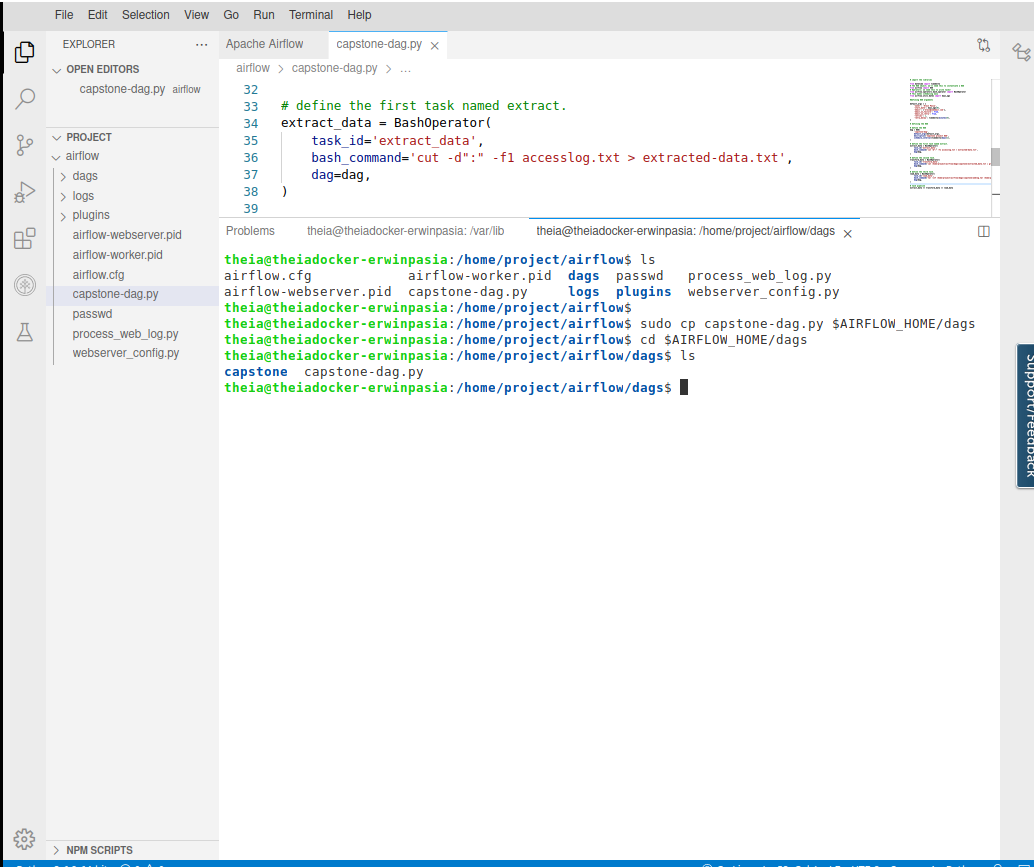 File Edit Selection View Go Run Terminal Help
EXPLORER ...
OPEN EDITORS
capstone-dag.py airflow
PROJECT
airflow
dags
logs
plugins
airflow-webserver.pid
airflow-worker.pid
airflow.cfg
capstone-dag.py
passwd
process_web_log.py
webserver_config.py
NPM SCRIPTS
Apache Airflow capstone-dag.py
airflow > capstone-dag.py > ...
32
33 # define the first task named extract.
34 extract_data = BashOperator(
35 task_id='extract_data',
36 bash_command='cut -d":" -f1 accesslog.txt > extracted-data.txt',
37 dag=dag,
38 )
39
Problems theia@theiadocker-erwinpasia: /var/lib theia@theiadocker-erwinpasia: /home/project/airflow/dags
theia@theiadocker-erwinpasia:/home/project/airflow$ ls
airflow.cfg airflow-worker.pid dags passwd process_web_log.py
airflow-webserver.pid capstone-dag.py logs plugins webserver_config.py
theia@theiadocker-erwinpasia:/home/project/airflow$
theia@theiadocker-erwinpasia:/home/project/airflow$ sudo cp capstone-dag.py $AIRFLOW_HOME/dags
theia@theiadocker-erwinpasia:/home/project/airflow$ cd $AIRFLOW_HOME/dags
theia@theiadocker-erwinpasia:/home/project/airflow/dags$ ls
capstone capstone-dag.py
theia@theiadocker-erwinpasia:/home/project/airflow/dags$
Support/Feedback